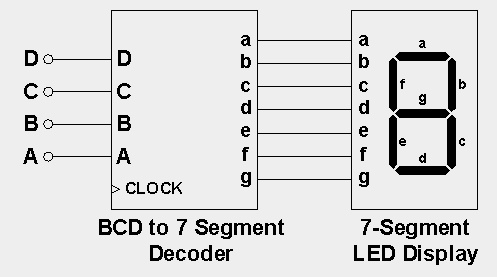 D D a a
C C b b
B B c c
A A d d
e e
f f
g g
CLOCK
a
f b
g
e c
d
BCD to 7 Segment
Decoder
7-Segment
LED Display